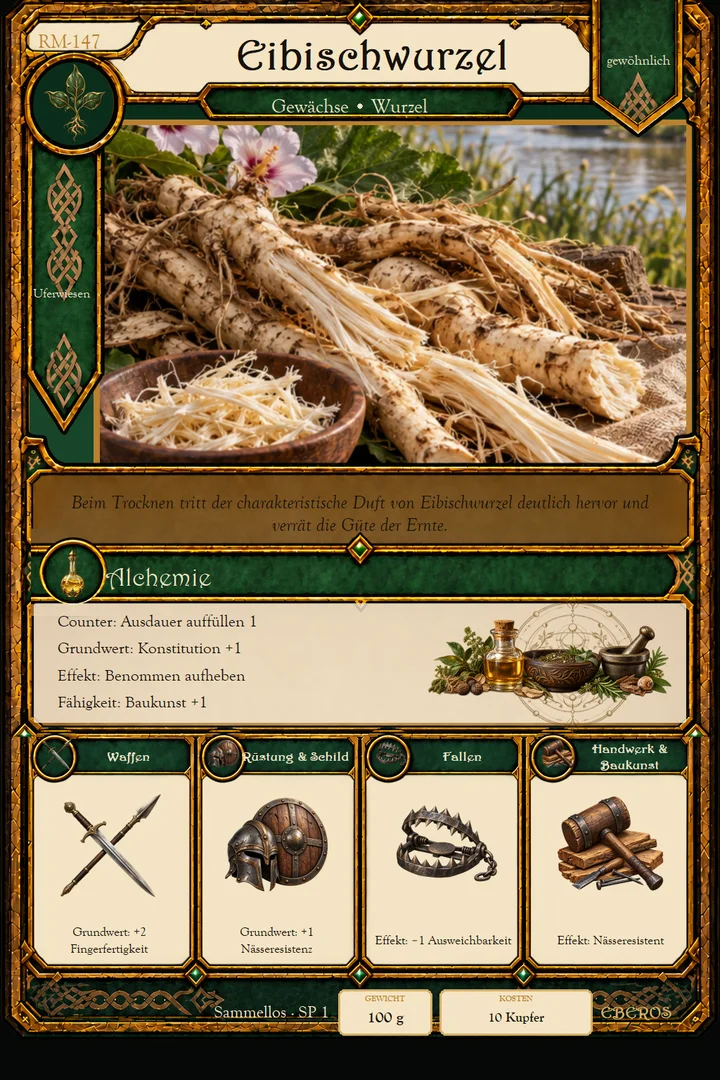 RM-147
Eibischwurzel
gewöhnlich
Gewächse • Wurzel
Uferwiesen
Beim Trocknen tritt der charakteristische Duft von Eibischwurzel deutlich hervor und
verrät die Güte der Ernte.
Alchemie
Counter: Ausdauer auffüllen 1
Grundwert: Konstitution +1
Effekt: Benommen aufheben
Fähigkeit: Baukunst +1
Waffen
Rüstung & Schild
Fallen
Handwerk &
Baukunst
Grundwert: +2
Fingerfertigkeit
Grundwert: +1
Nässeresistenz
Effekt: −1 Ausweichbarkeit
Effekt: Nässeresistent
Sammellos · SP 1
GEWICHT
100 g
KOSTEN
10 Kupfer
EBEROS